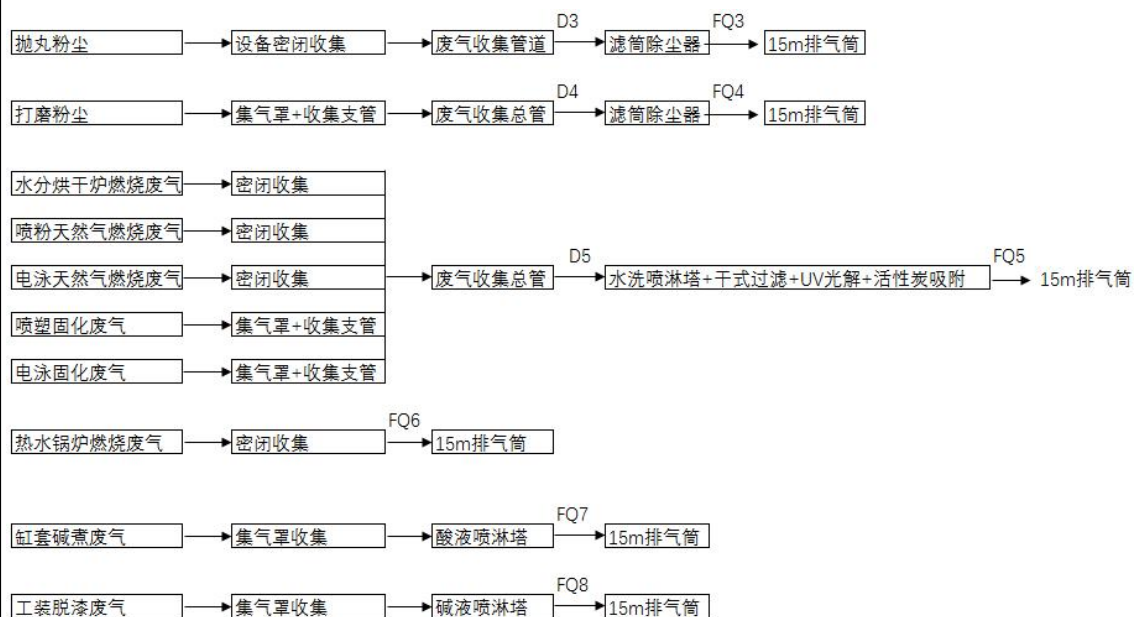 D3 FQ3
抛丸粉尘 设备密闭收集 废气收集管道 滤筒除尘器 15m排气筒
D4 FQ4
打磨粉尘 集气罩+收集支管 废气收集总管 滤筒除尘器 15m排气筒
水分烘干炉燃烧废气 密闭收集
喷粉天然气燃烧废气 密闭收集
D5 FQ5
电泳天然气燃烧废气 密闭收集 废气收集总管 水洗喷淋塔+干式过滤+UV光解+活性炭吸附 15m排气筒
喷塑固化废气 集气罩+收集支管
电泳固化废气 集气罩+收集支管
FQ6
热水锅炉燃烧废气 密闭收集 15m排气筒
FQ7
缸套碱煮废气 集气罩收集 酸液喷淋塔 15m排气筒
FQ8
工装脱漆废气 集气罩收集 碱液喷淋塔 15m排气筒